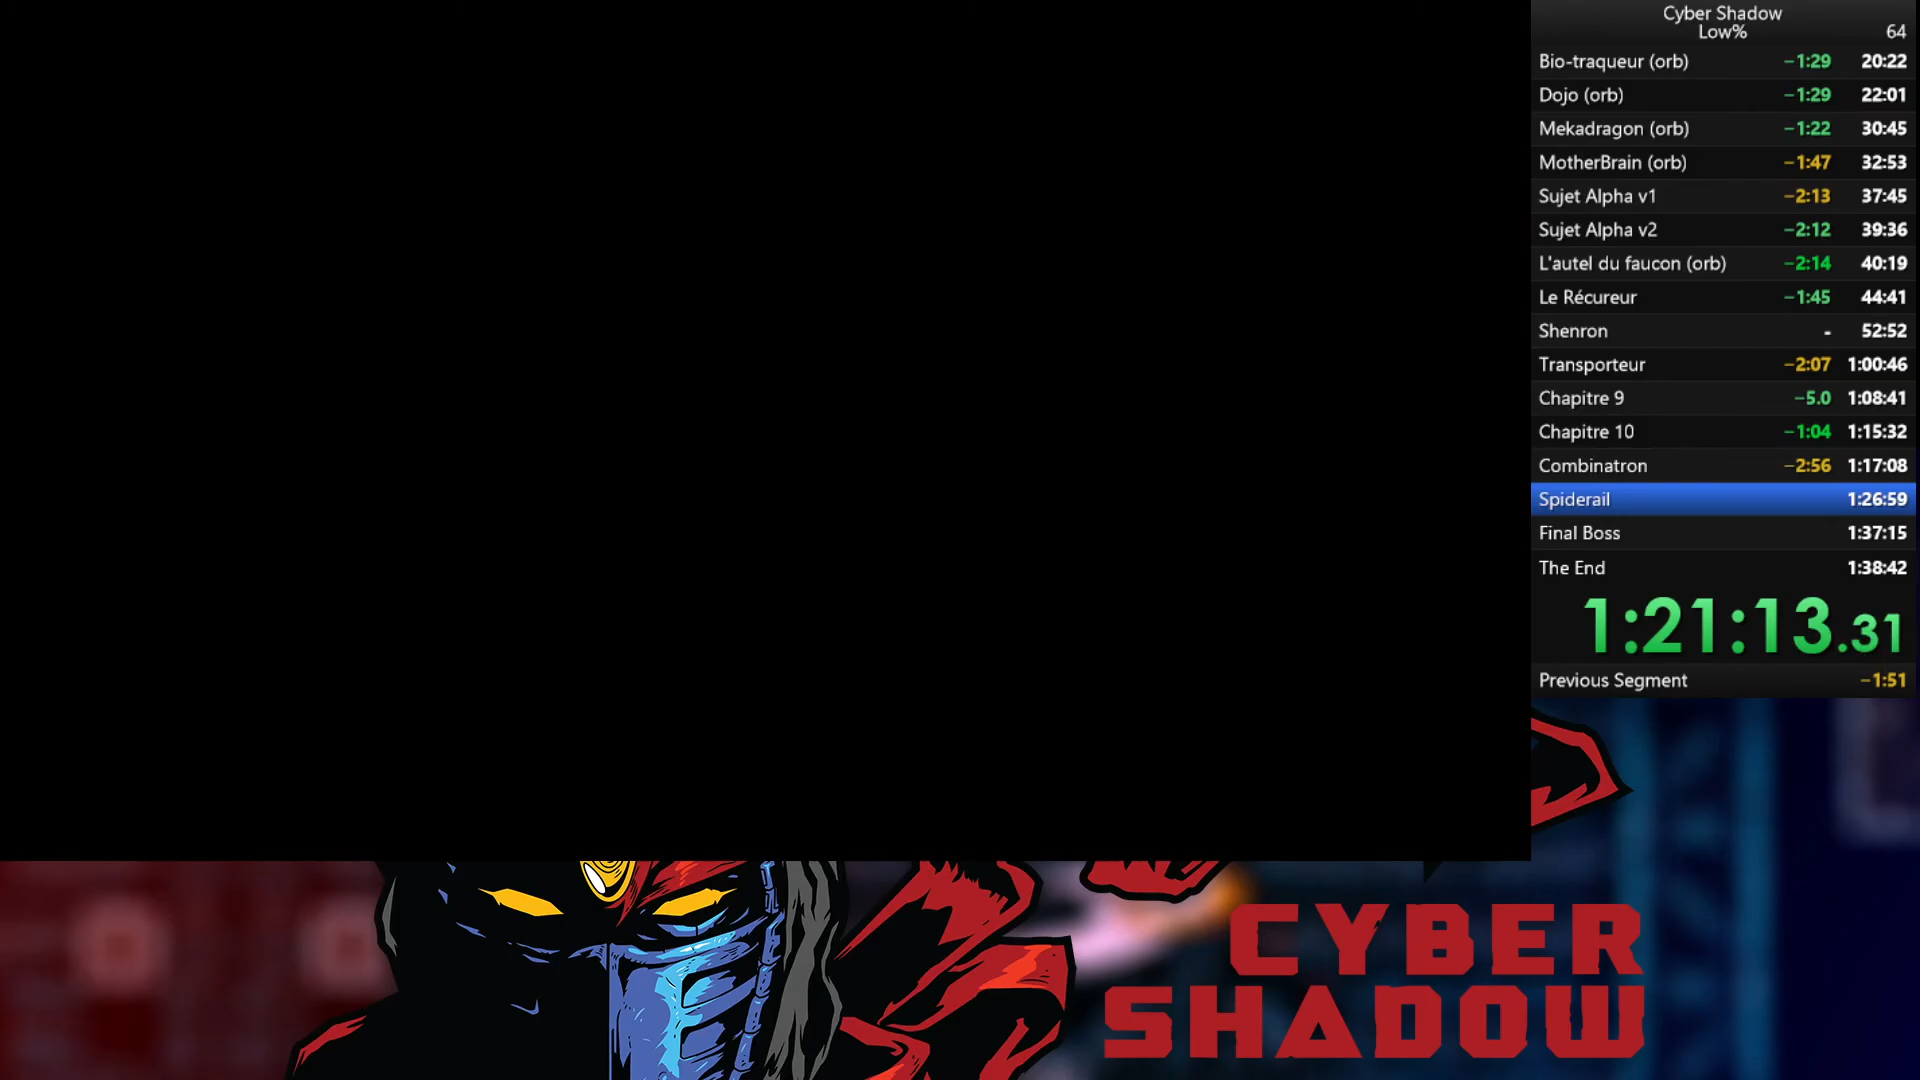 Cyber Shadow
Low% 64
Bio-traqueur (orb) −1:29 20:22
Dojo (orb) −1:29 22:01
Mekadragon (orb) −1:22 30:45
MotherBrain (orb) −1:47 32:53
Sujet Alpha v1 −2:13 37:45
Sujet Alpha v2 −2:12 39:36
L'autel du faucon (orb) −2:14 40:19
Le Récureur −1:45 44:41
Shenron - 52:52
Transporteur −2:07 1:00:46
Chapitre 9 −5.0 1:08:41
Chapitre 10 −1:04 1:15:32
Combinatron −2:56 1:17:08
Spiderail 1:26:59
Final Boss 1:37:15
The End 1:38:42
1:21:13.31
Previous Segment −1:51
CYBER
SHADOW